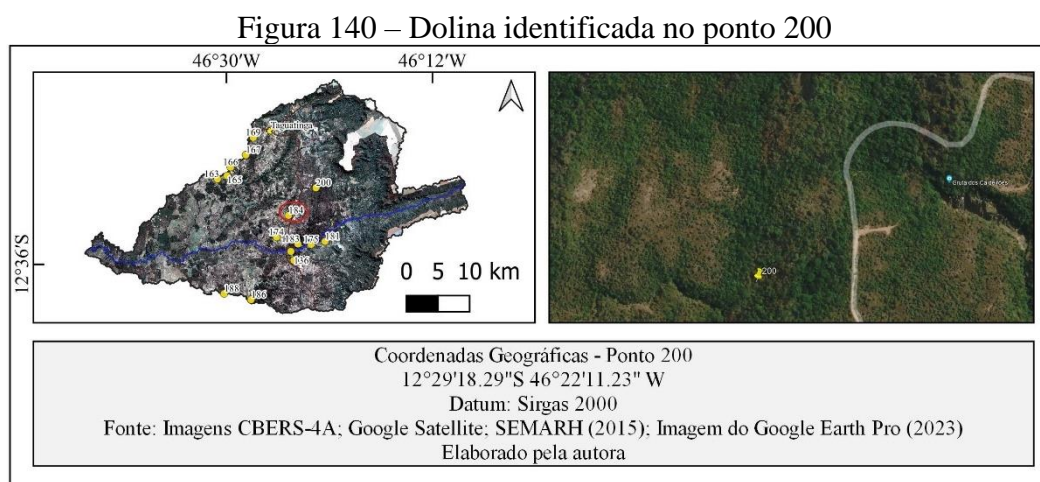 Figura 140 – Dolina identificada no ponto 200
46°30'W 46°12'W
12°36'S
Taguatinga
169
167
166
163
165
200
184
174
183 175 181
136
188
186
0 5 10 km
200
Coordenadas Geográficas - Ponto 200
12°29'18.29"S 46°22'11.23" W
Datum: Sirgas 2000
Fonte: Imagens CBERS-4A; Google Satellite; SEMARH (2015); Imagem do Google Earth Pro (2023)
Elaborado pela autora